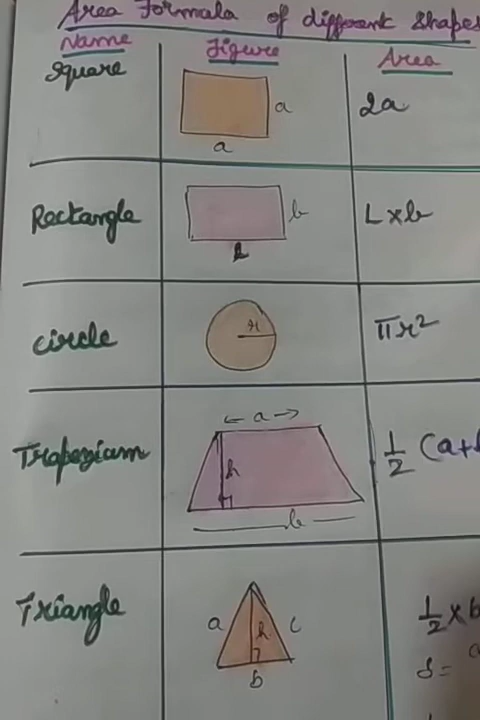 Area Formula of different Shapes
Name Figure Area
Square a a 2a
Rectangle b L L×b
circle r πr²
Trapezium a h b 1/2 (a+b
Triangle a h c b 1/2 × b
S =